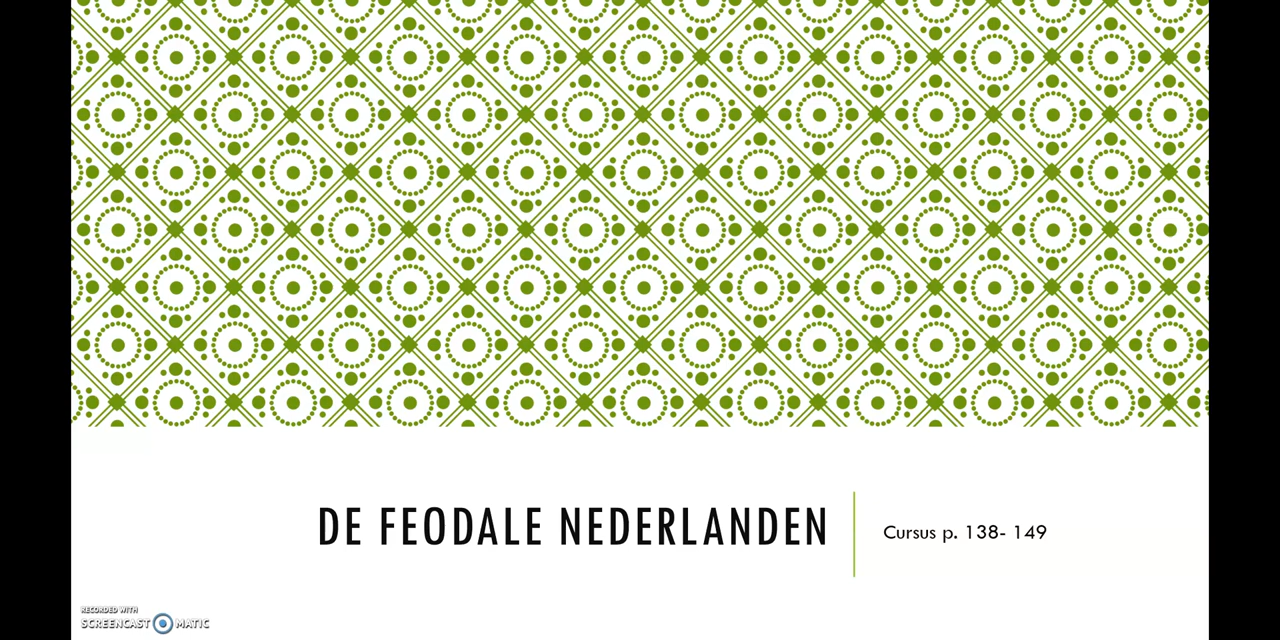 DE FEODALE NEDERLANDEN
Cursus p. 138- 149
RECORDED WITH
SCREENCAST MATIC